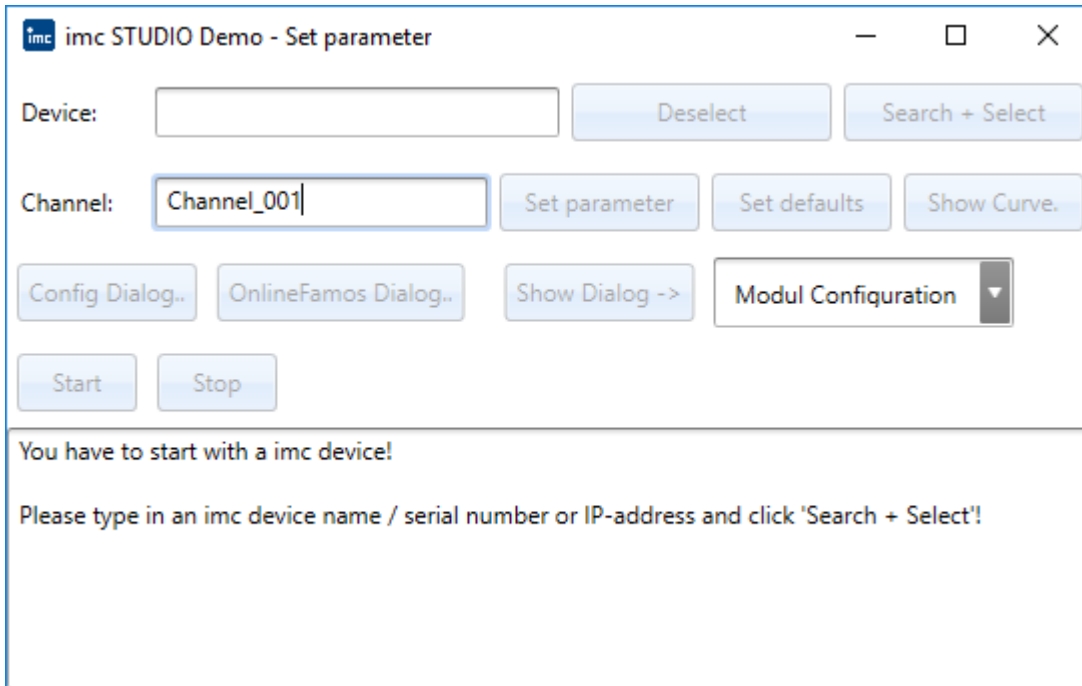 imc imc STUDIO Demo - Set parameter
Device: Deselect Search + Select
Channel: Channel_001 Set parameter Set defaults Show Curve.
Config Dialog.. OnlineFamos Dialog.. Show Dialog -> Modul Configuration
Start Stop
You have to start with a imc device!
Please type in an imc device name / serial number or IP-address and click 'Search + Select'!